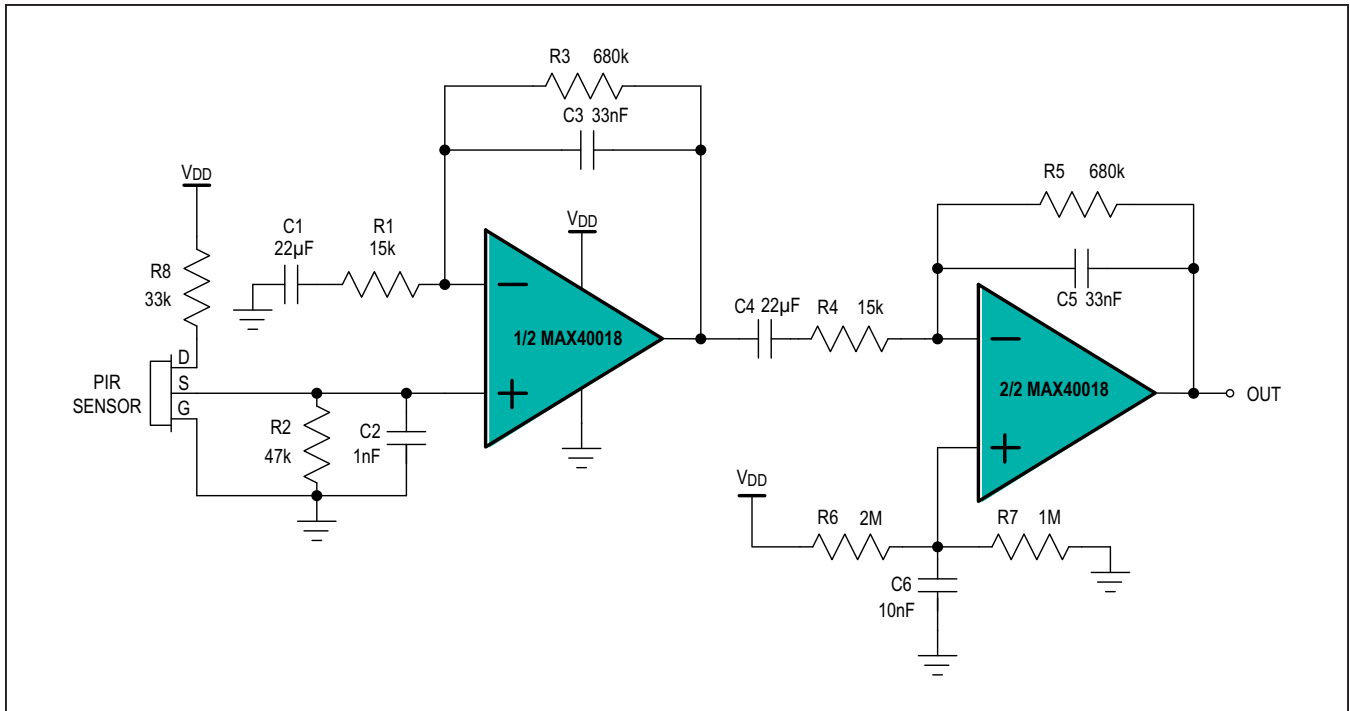 R3 680k
C3 33nF
VDD
R5 680k
VDD
C1
22µF
R1
15k
R8
33k
C5 33nF
C4 22µF
R4 15k
1/2 MAX40018
D
S
G
PIR
SENSOR
2/2 MAX40018
OUT
R2
47k
C2
1nF
VDD
R6 2M
R7 1M
C6
10nF